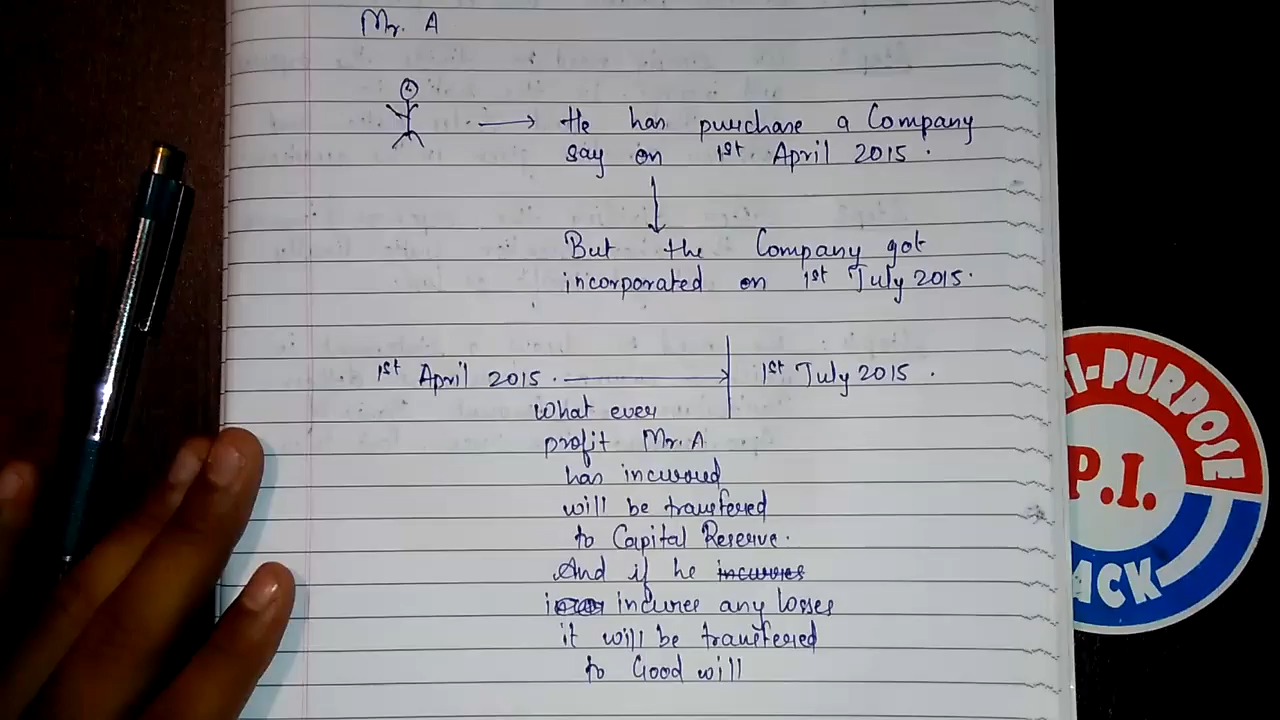 Mr. A
He has purchase a Company
say on 1st April 2015.
But the Company got
incorporated on 1st July 2015.
1st April 2015. 1st July 2015.
What ever
profit Mr. A
has incurred
will be transfered
to Capital Reserve.
And if he incurres
incures any losses
it will be transfered
to Good will
I-PURPOSE
P.I.
ACK